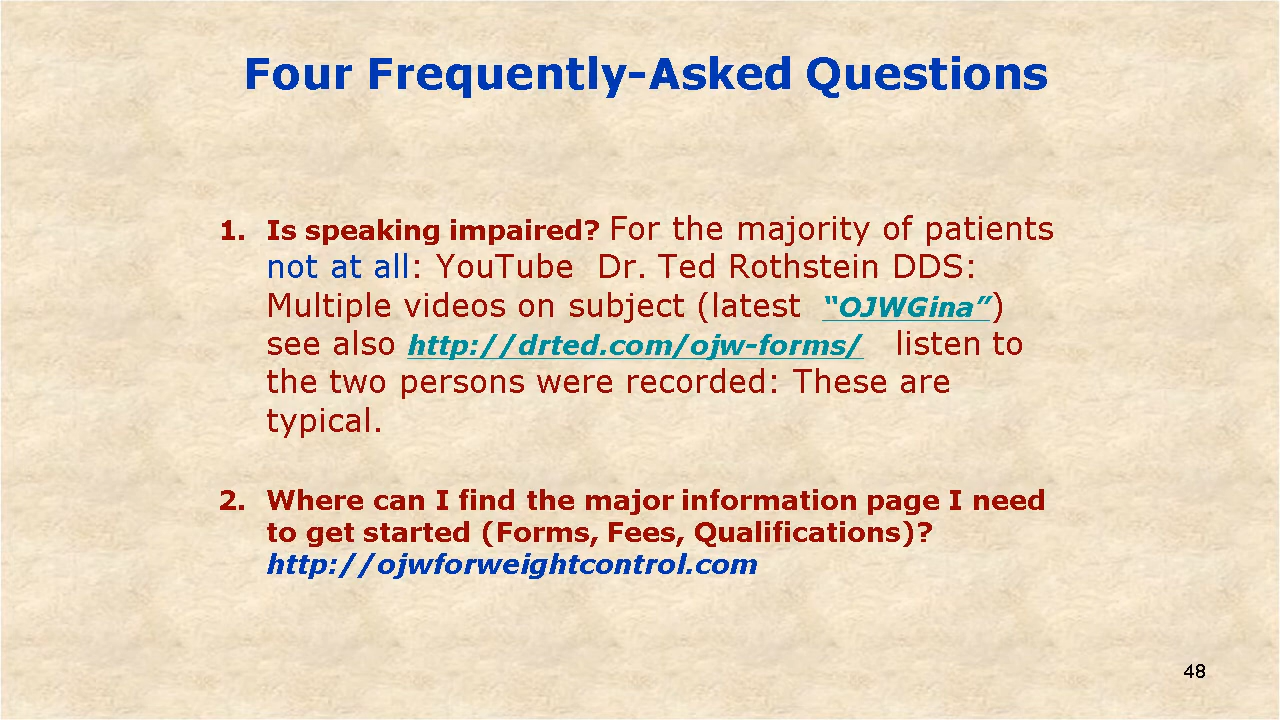 Four Frequently-Asked Questions
1. Is speaking impaired? For the majority of patients
not at all: YouTube Dr. Ted Rothstein DDS:
Multiple videos on subject (latest “OJWGina”)
see also http://drted.com/ojw-forms/ listen to
the two persons were recorded: These are
typical.
2. Where can I find the major information page I need
to get started (Forms, Fees, Qualifications)?
http://ojwforweightcontrol.com
48